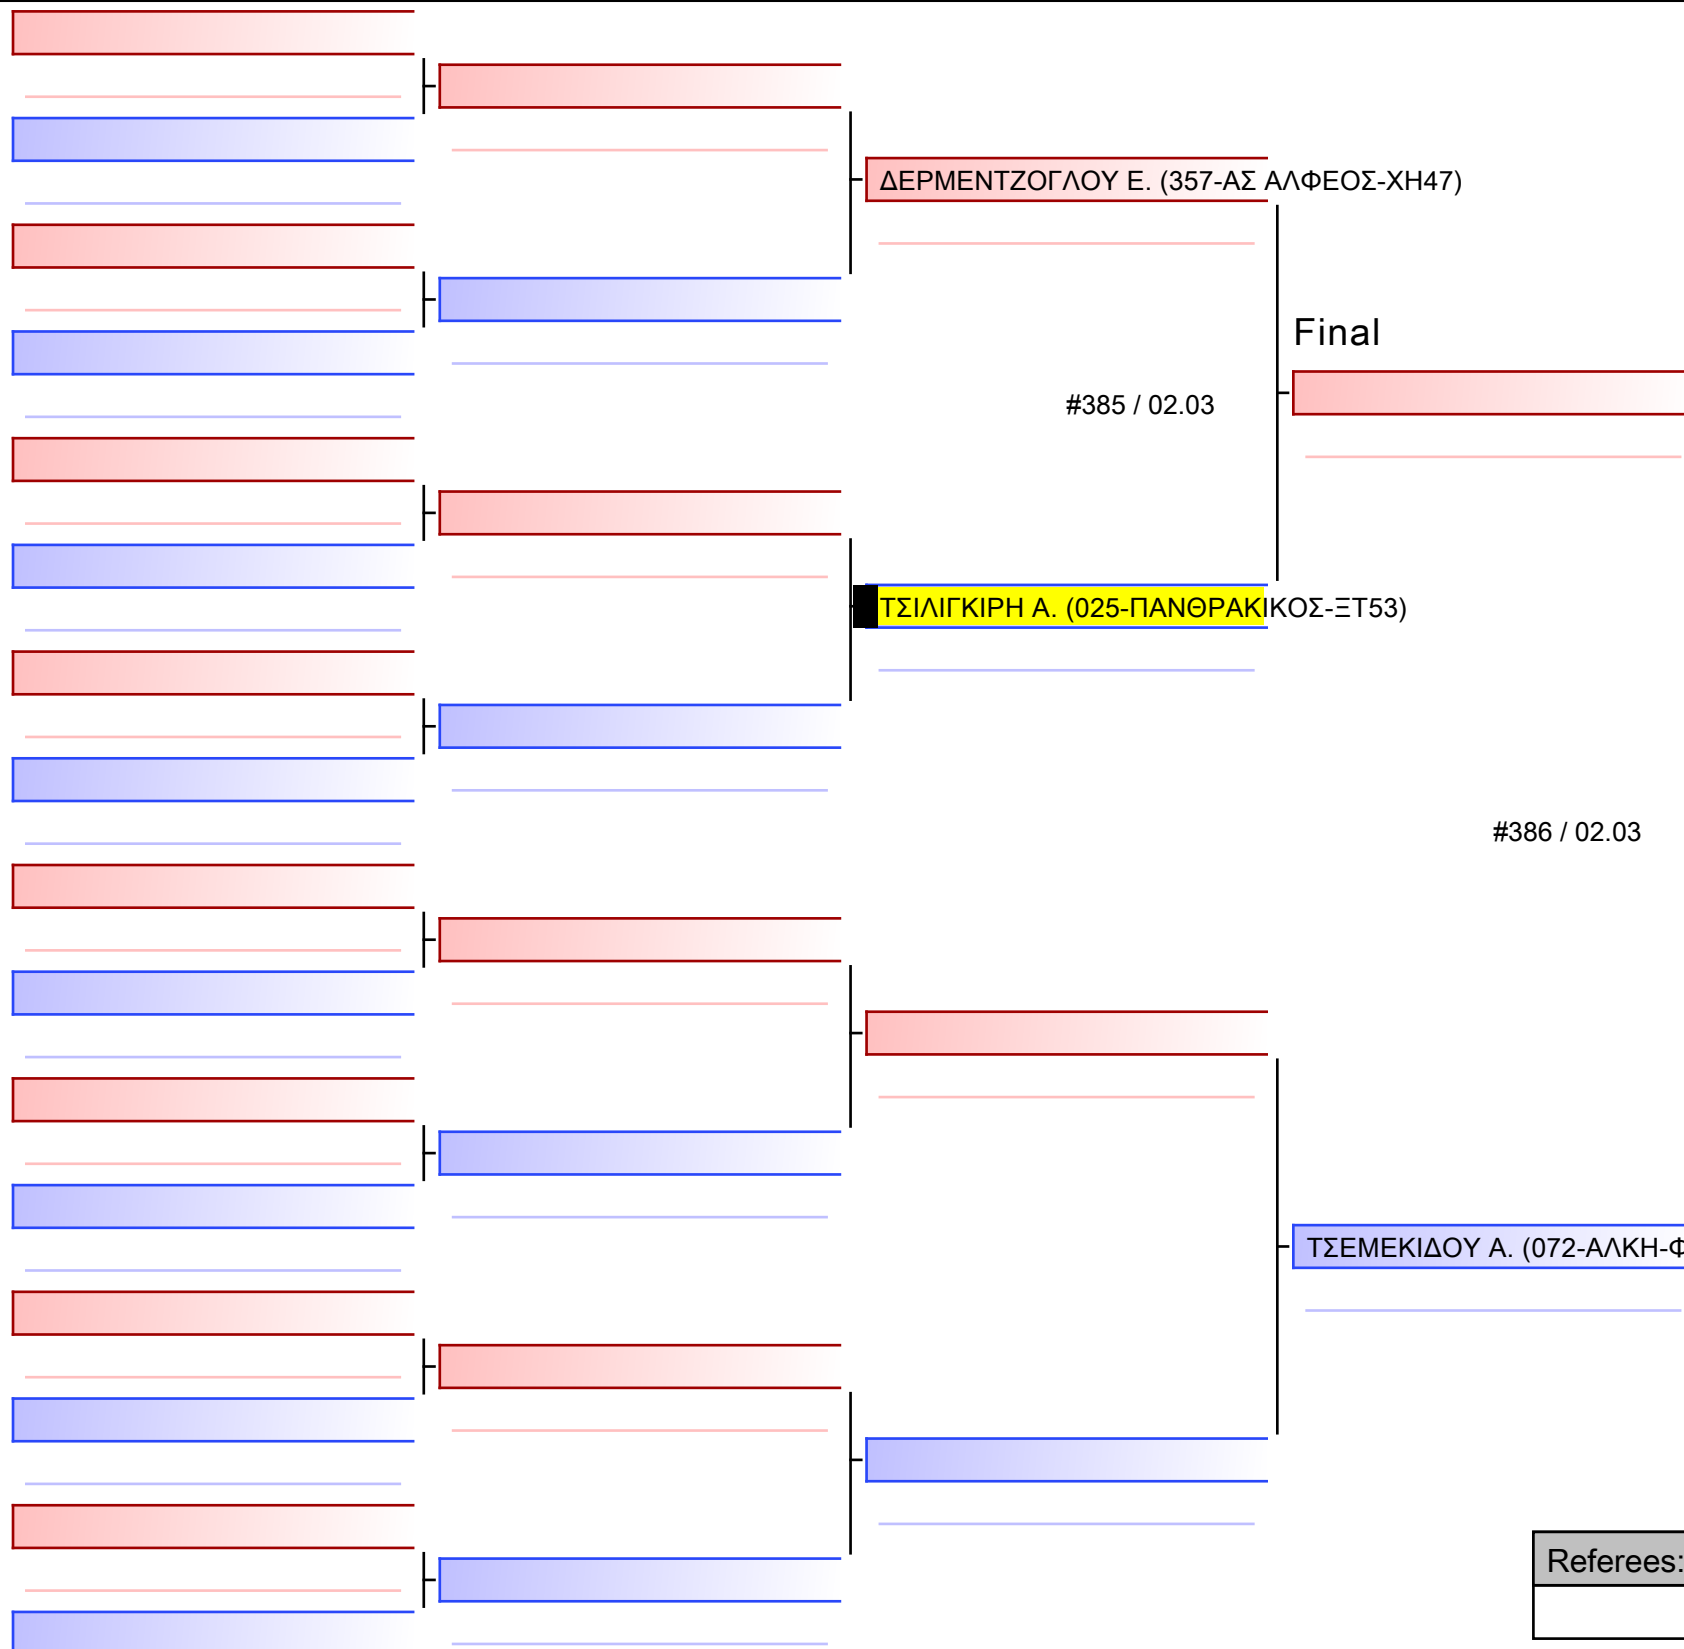 ΔΕΡΜΕΝΤΖΟΓΛΟΥ Ε. (357-ΑΣ ΑΛΦΕΟΣ-ΧΗ47)
Final
#385 / 02.03
ΤΣΙΛΙΓΚΙΡΗ Α. (025-ΠΑΝΘΡΑΚΙΚΟΣ-ΞΤ53)
#386 / 02.03
ΤΣΕΜΕΚΙΔΟΥ Α. (072-ΑΛΚΗ-Φ
Referees: